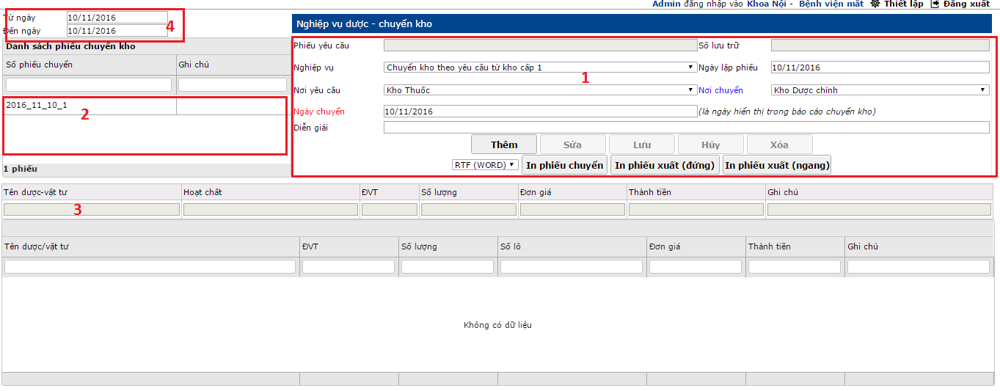 Admin đăng nhập vào Khoa Nội - Bệnh viện mắt Thiết lập Đăng xuất
Từ ngày 10/11/2016
Đến ngày 10/11/2016
4
Danh sách phiếu chuyển kho
Số phiếu chuyển Ghi chú
2016_11_10_1
2
1 phiếu
Nghiệp vụ dược - chuyển kho
Phiếu yêu cầu Số lưu trữ
Nghiệp vụ Chuyển kho theo yêu cầu từ kho cấp 1 Ngày lập phiếu 10/11/2016
1
Nơi yêu cầu Kho Thuốc Nơi chuyển Kho Dược chính
Ngày chuyển 10/11/2016 (là ngày hiển thị trong báo cáo chuyển kho)
Diễn giải
Thêm Sửa Lưu Hủy Xóa
RTF (WORD) In phiếu chuyển In phiếu xuất (đứng) In phiếu xuất (ngang)
Tên dược-vật tư Hoạt chất ĐVT Số lượng Đơn giá Thành tiền Ghi chú
3
Tên dược/vật tư ĐVT Số lượng Số lô Đơn giá Thành tiền Ghi chú
Không có dữ liệu